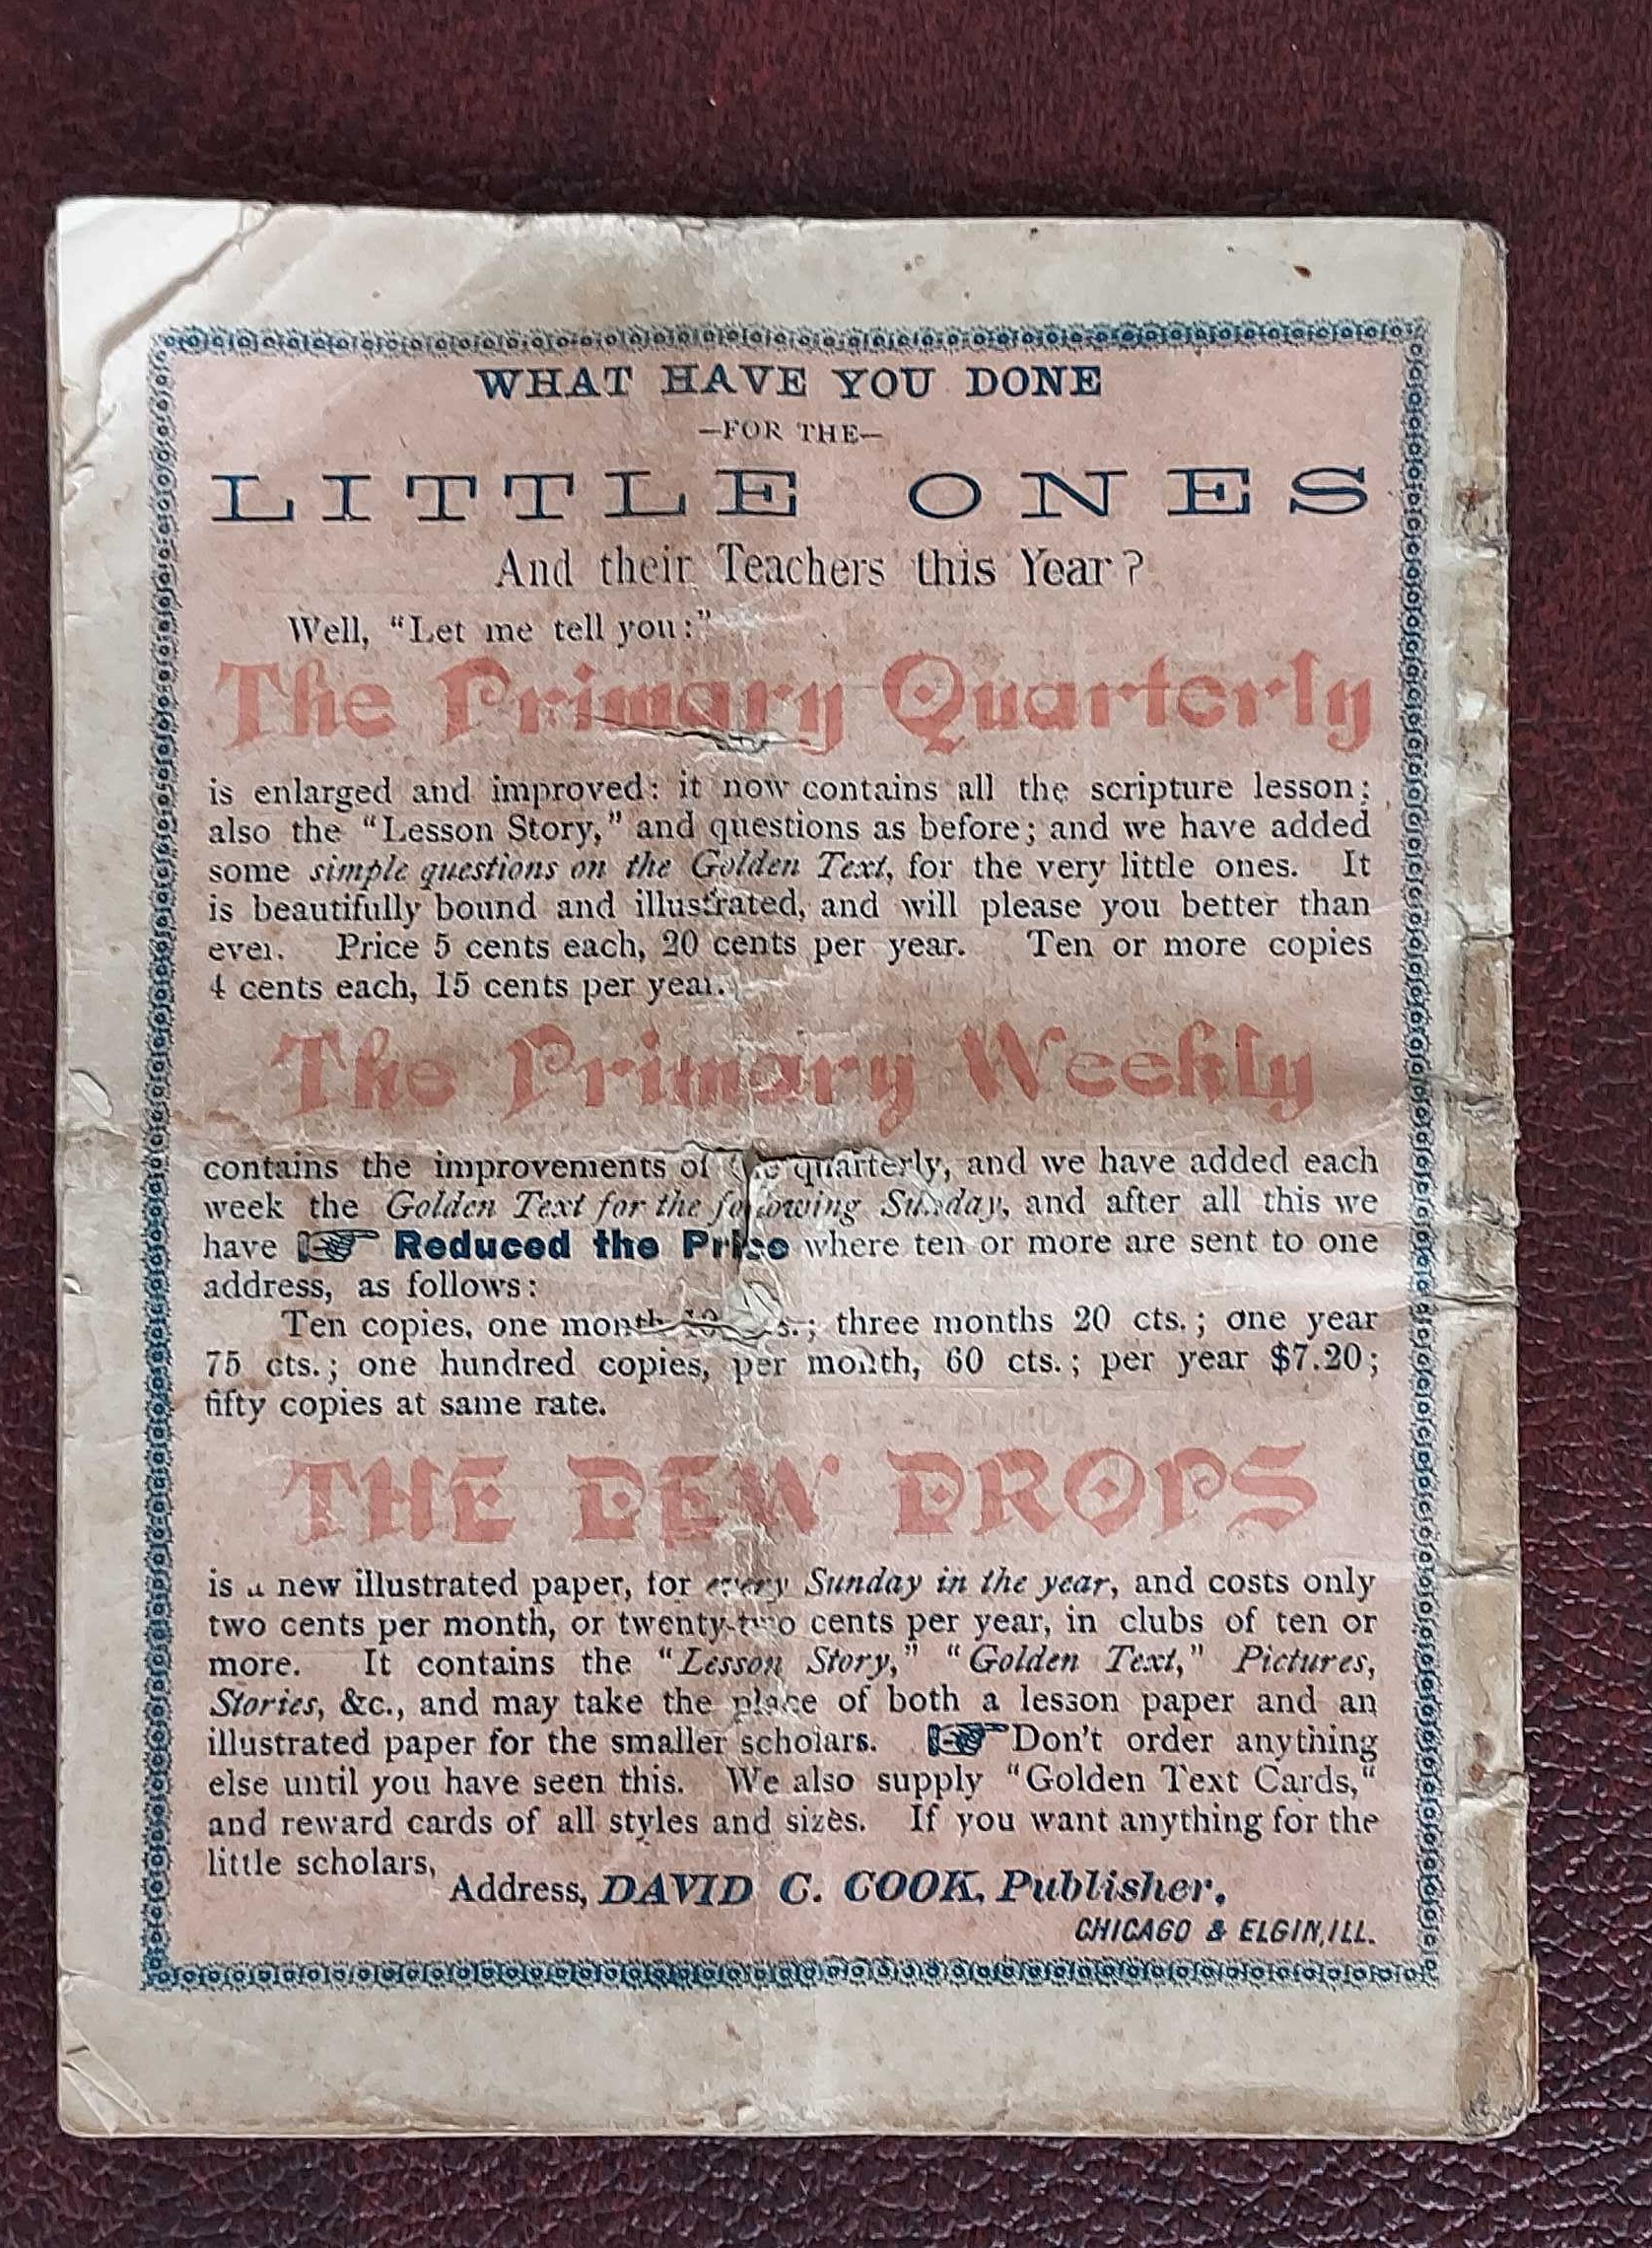 WHAT HAVE YOU DONE
—FOR THE—
LITTLE ONES
And their Teachers this Year?
Well, "Let me tell you:"
The Primary Quarterly
is enlarged and improved: it now contains all the scripture lesson;
also the "Lesson Story," and questions as before; and we have added
some simple questions on the Golden Text, for the very little ones. It
is beautifully bound and illustrated, and will please you better than
ever. Price 5 cents each, 20 cents per year. Ten or more copies
4 cents each, 15 cents per year.
The Primary Weekly
contains the improvements of the quarterly, and we have added each
week the Golden Text for the following Sunday, and after all this we
have ☞ Reduced the Price where ten or more are sent to one
address, as follows:
Ten copies, one month ; three months 20 cts.; one year
75 cts.; one hundred copies, per month, 60 cts.; per year $7.20;
fifty copies at same rate.
THE DEW DROPS
is a new illustrated paper, for every Sunday in the year, and costs only
two cents per month, or twenty-two cents per year, in clubs of ten or
more. It contains the "Lesson Story," "Golden Text," Pictures,
Stories, &c., and may take the place of both a lesson paper and an
illustrated paper for the smaller scholars. ☞ Don't order anything
else until you have seen this. We also supply "Golden Text Cards,"
and reward cards of all styles and sizes. If you want anything for the
little scholars,
Address, DAVID C. COOK, Publisher,
CHICAGO & ELGIN, ILL.